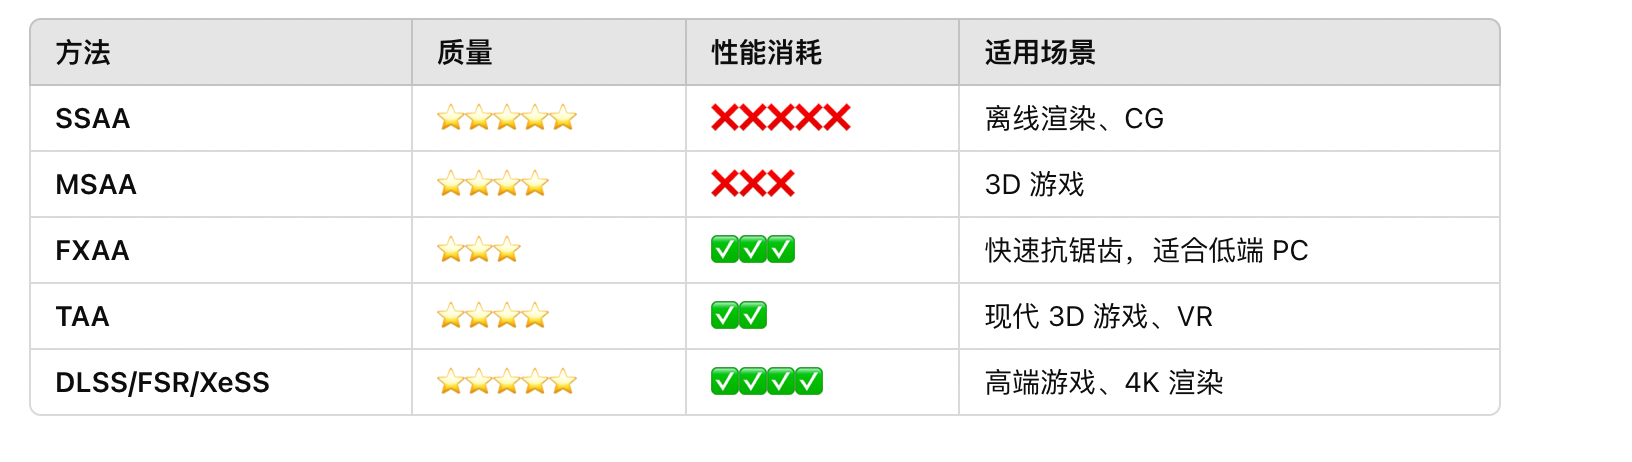 方法 质量 性能消耗 适用场景
SSAA ⭐⭐⭐⭐⭐ ❌❌❌❌❌ 离线渲染、CG
MSAA ⭐⭐⭐⭐ ❌❌❌ 3D 游戏
FXAA ⭐⭐⭐ ✅✅✅ 快速抗锯齿，适合低端 PC
TAA ⭐⭐⭐⭐ ✅✅ 现代 3D 游戏、VR
DLSS/FSR/XeSS ⭐⭐⭐⭐⭐ ✅✅✅✅ 高端游戏、4K 渲染